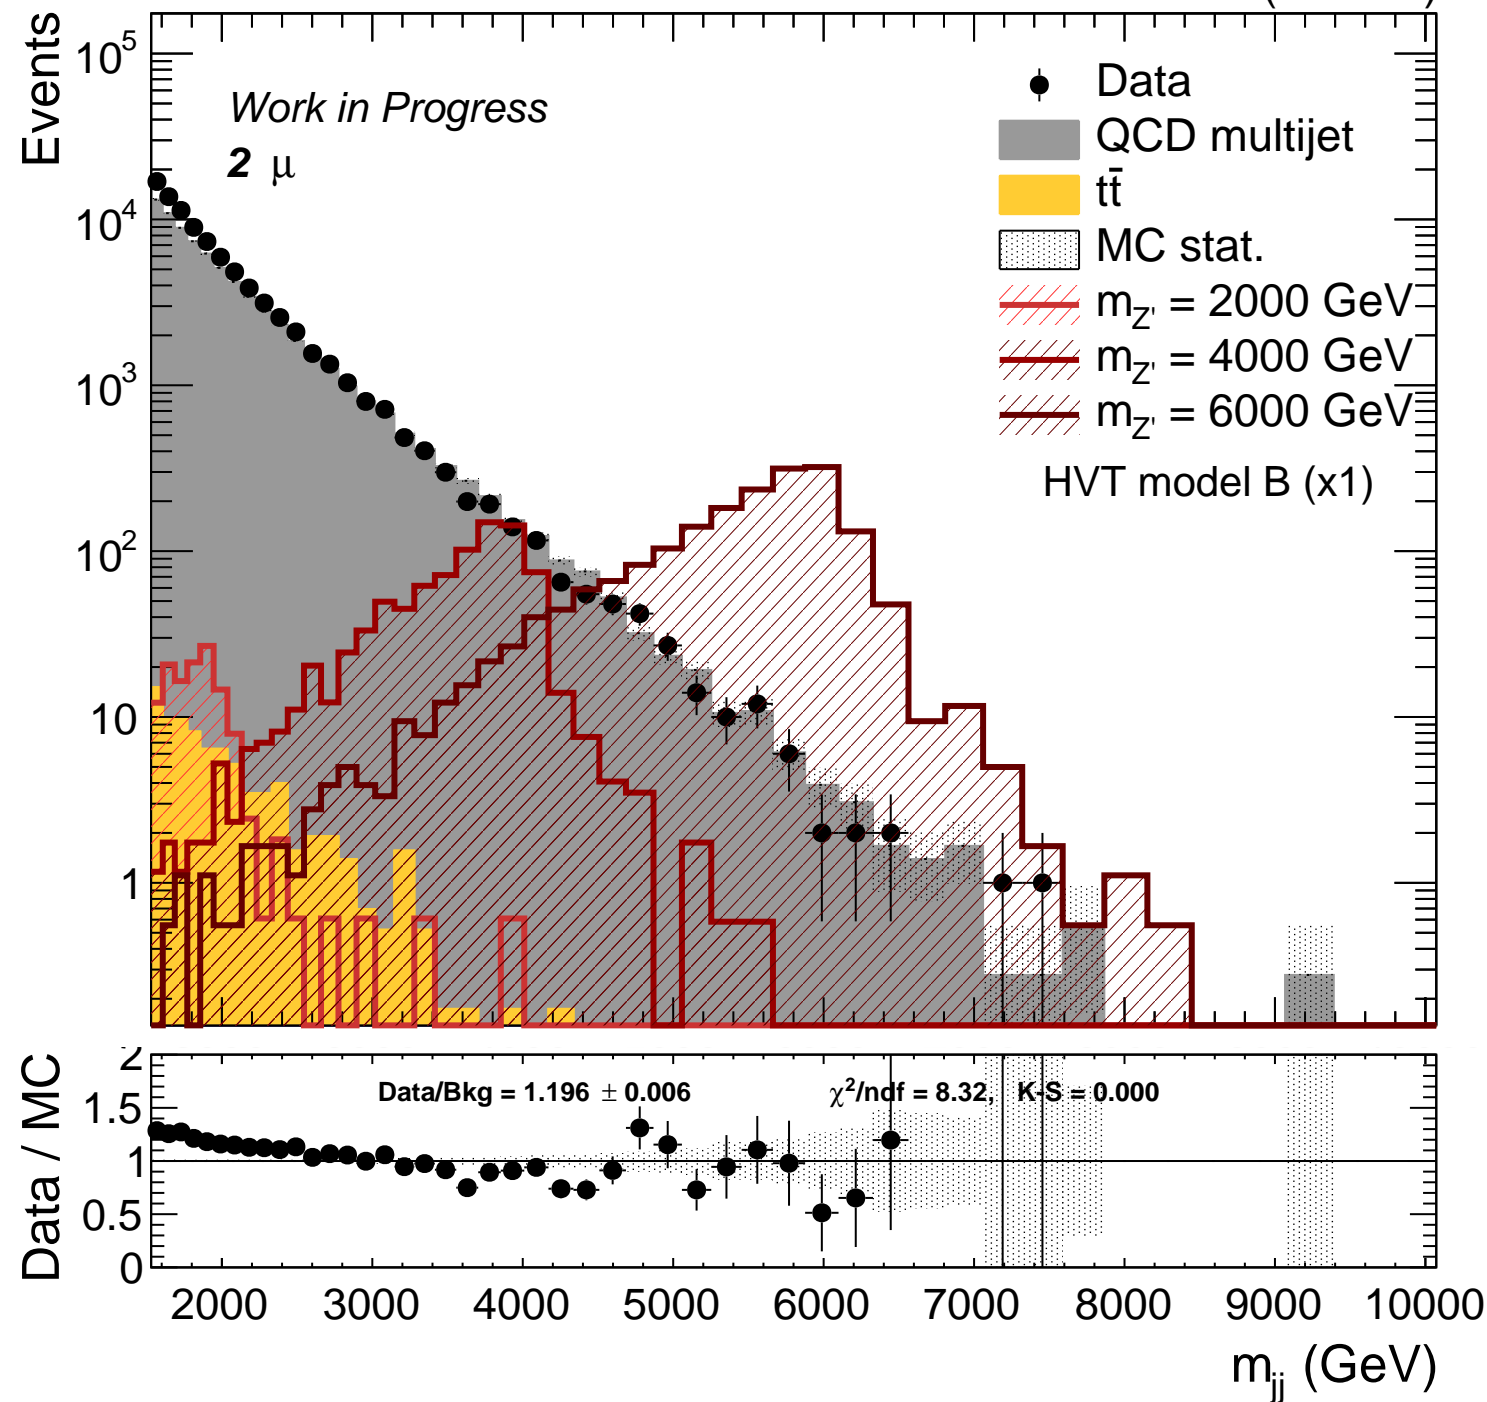 Events
10^5
10^4
10^3
10^2
10
1
Work in Progress
2 μ
Data
QCD multijet
tt̄
MC stat.
m_Z' = 2000 GeV
m_Z' = 4000 GeV
m_Z' = 6000 GeV
HVT model B (x1)
Data / MC
2
1.5
1
0.5
0
Data/Bkg = 1.196 ± 0.006
χ²/ndf = 8.32, K-S = 0.000
2000 3000 4000 5000 6000 7000 8000 9000 10000
m_jj (GeV)